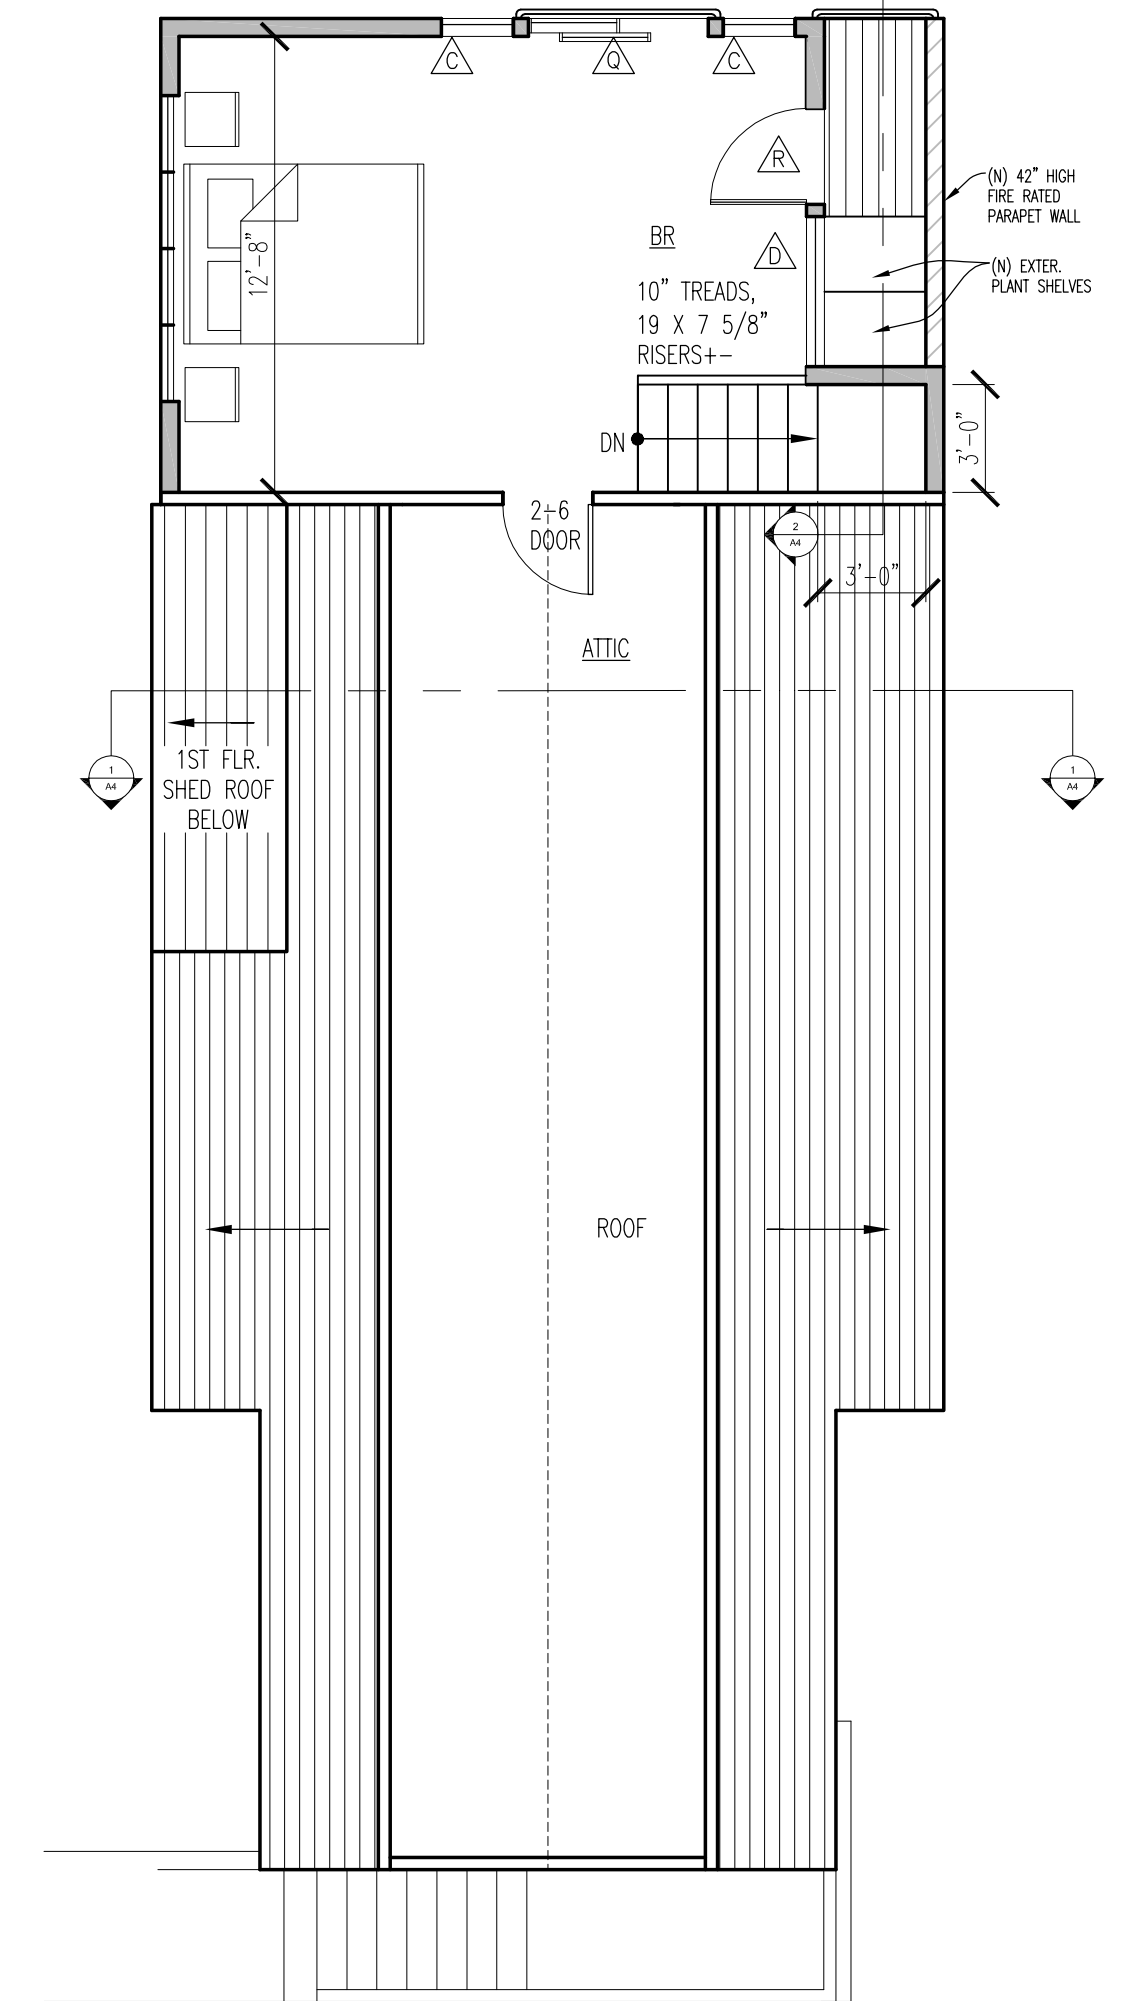 C
Q
C
R
(N) 42" HIGH
FIRE RATED
PARAPET WALL
BR
D
12'-8"
(N) EXTER.
PLANT SHELVES
10" TREADS,
19 X 7 5/8"
RISERS+-
DN
3'-0"
2-6
DOOR
2
A4
3'-0"
ATTIC
1ST FLR.
SHED ROOF
BELOW
1
A4
1
A4
ROOF